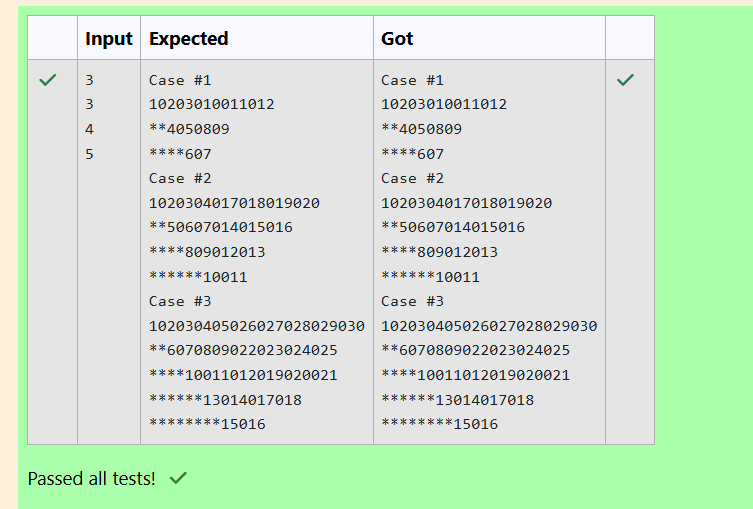 Input Expected Got
3 Case #1 Case #1
3 10203010011012 10203010011012
4 **4050809 **4050809
5 ****607 ****607
Case #2 Case #2
1020304017018019020 1020304017018019020
**50607014015016 **50607014015016
****809012013 ****809012013
******10011 ******10011
Case #3 Case #3
102030405026027028029030 102030405026027028029030
**6070809022023024025 **6070809022023024025
****10011012019020021 ****10011012019020021
******13014017018 ******13014017018
********15016 ********15016
Passed all tests!